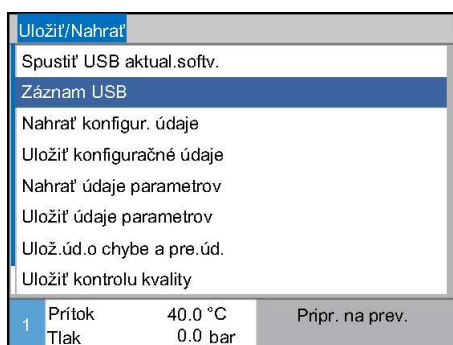 Uložiť/Nahrať
Spustiť USB aktual.softv.
Záznam USB
Nahrať konfigur. údaje
Uložiť konfiguračné údaje
Nahrať údaje parametrov
Uložiť údaje parametrov
Ulož.úd.o chybe a pre.úd.
Uložiť kontrolu kvality
1 Prítok 40.0 °C Pripr. na prev.
Tlak 0.0 bar